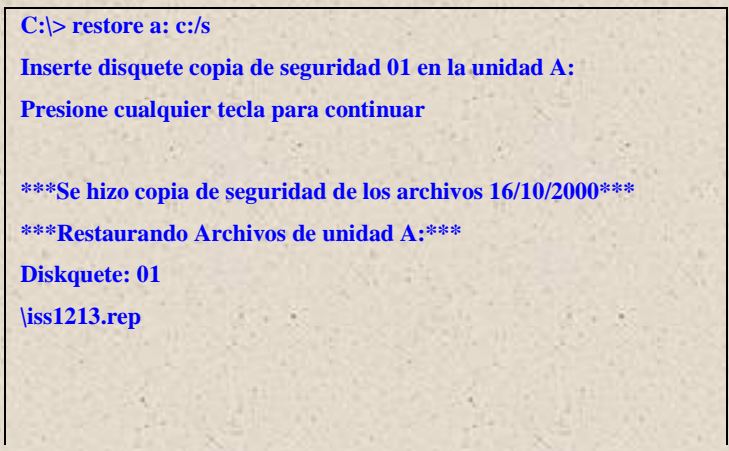 C:\> restore a: c:/s
Inserte disquete copia de seguridad 01 en la unidad A:
Presione cualquier tecla para continuar
***Se hizo copia de seguridad de los archivos 16/10/2000***
***Restaurando Archivos de unidad A:***
Diskquete: 01
\iss1213.rep